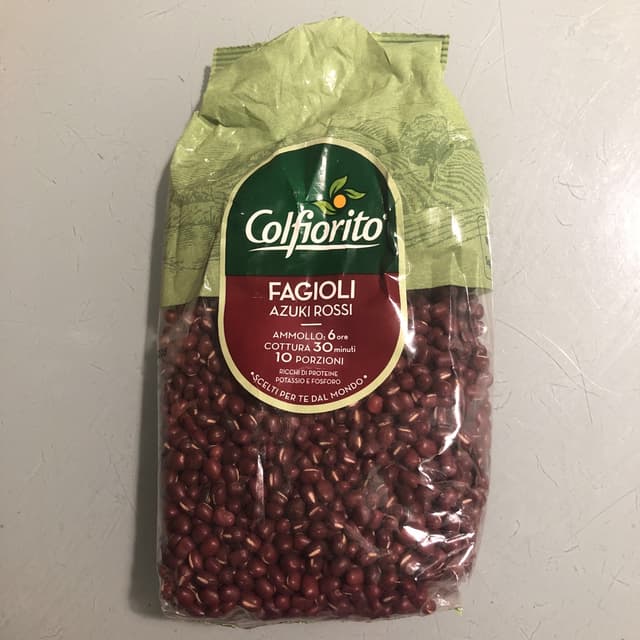 Colfiorito
FAGIOLI
AZUKI ROSSI
AMMOLLO: 6 ore
COTTURA 30 minuti
10 PORZIONI
RICCHI DI PROTEINE
POTASSIO E FOSFORO
•SCELTI PER TE DAL MONDO•